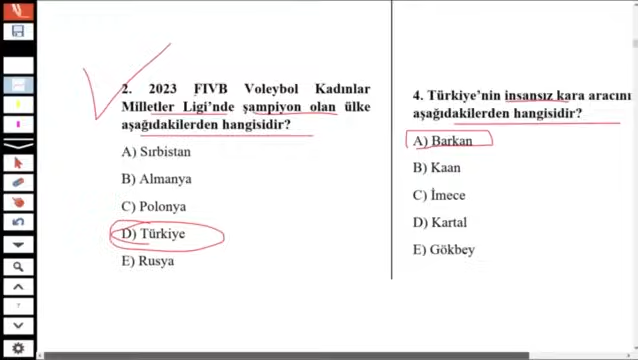 2. 2023 FIVB Voleybol Kadınlar
Milletler Ligi'nde şampiyon olan ülke
aşağıdakilerden hangisidir?
A) Sırbistan
B) Almanya
C) Polonya
D) Türkiye
E) Rusya
4. Türkiye'nin insansız kara aracını
aşağıdakilerden hangisidir?
A) Barkan
B) Kaan
C) İmece
D) Kartal
E) Gökbey